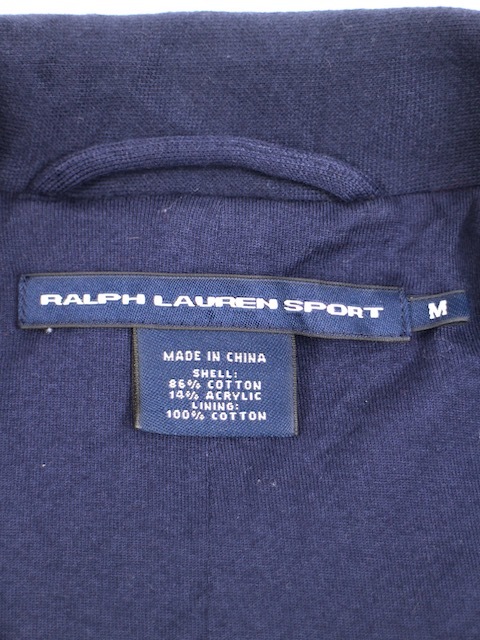 RALPH LAUREN SPORT
M
MADE IN CHINA
SHELL:
86% COTTON
14% ACRYLIC
LINING:
100% COTTON